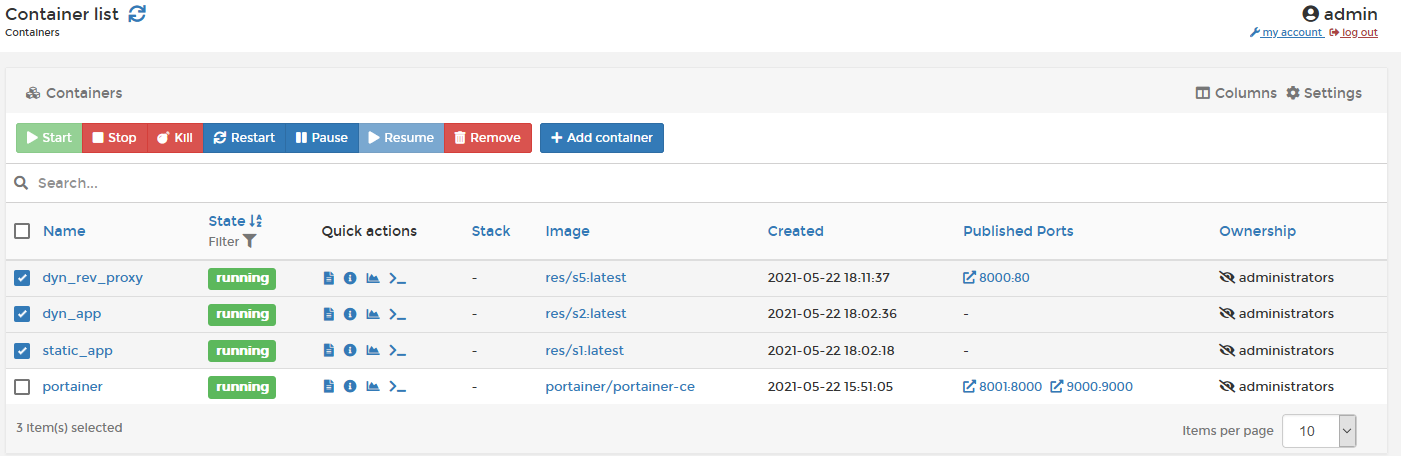 Container list
admin
Containers
my account log out
Containers
Columns Settings
Start Stop Kill Restart Pause Resume Remove Add container
Search...
Name State Filter Quick actions Stack Image Created Published Ports Ownership
dyn_rev_proxy running - res/s5:latest 2021-05-22 18:11:37 8000:80 administrators
dyn_app running - res/s2:latest 2021-05-22 18:02:36 - administrators
static_app running - res/s1:latest 2021-05-22 18:02:18 - administrators
portainer running - portainer/portainer-ce 2021-05-22 15:51:05 8001:8000 9000:9000 administrators
3 item(s) selected
Items per page 10